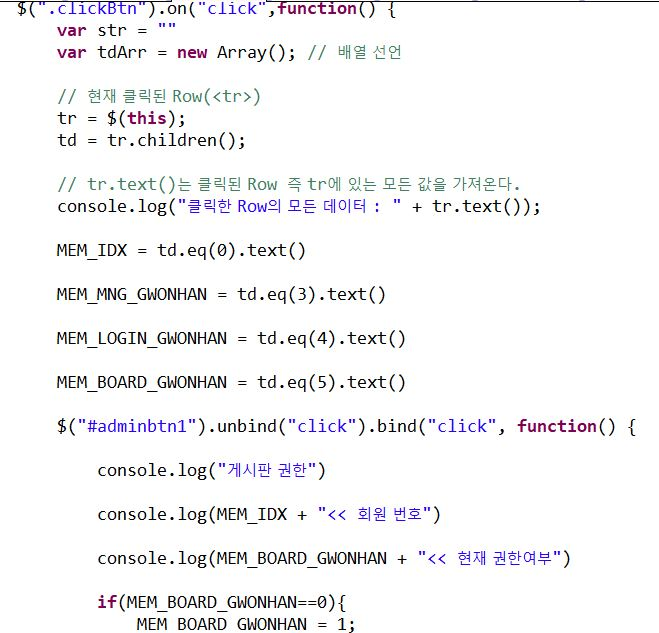 $(".clickBtn").on("click",function() {
var str = ""
var tdArr = new Array(); // 배열 선언
// 현재 클릭된 Row(<tr>)
tr = $(this);
td = tr.children();
// tr.text()는 클릭된 Row 즉 tr에 있는 모든 값을 가져온다.
console.log("클릭한 Row의 모든 데이터 : " + tr.text());
MEM_IDX = td.eq(0).text()
MEM_MNG_GWONHAN = td.eq(3).text()
MEM_LOGIN_GWONHAN = td.eq(4).text()
MEM_BOARD_GWONHAN = td.eq(5).text()
$("#adminbtn1").unbind("click").bind("click", function() {
console.log("게시판 권한")
console.log(MEM_IDX + "<< 회원 번호")
console.log(MEM_BOARD_GWONHAN + "<< 현재 권한여부")
if(MEM_BOARD_GWONHAN==0){
MEM_BOARD_GWONHAN = 1;